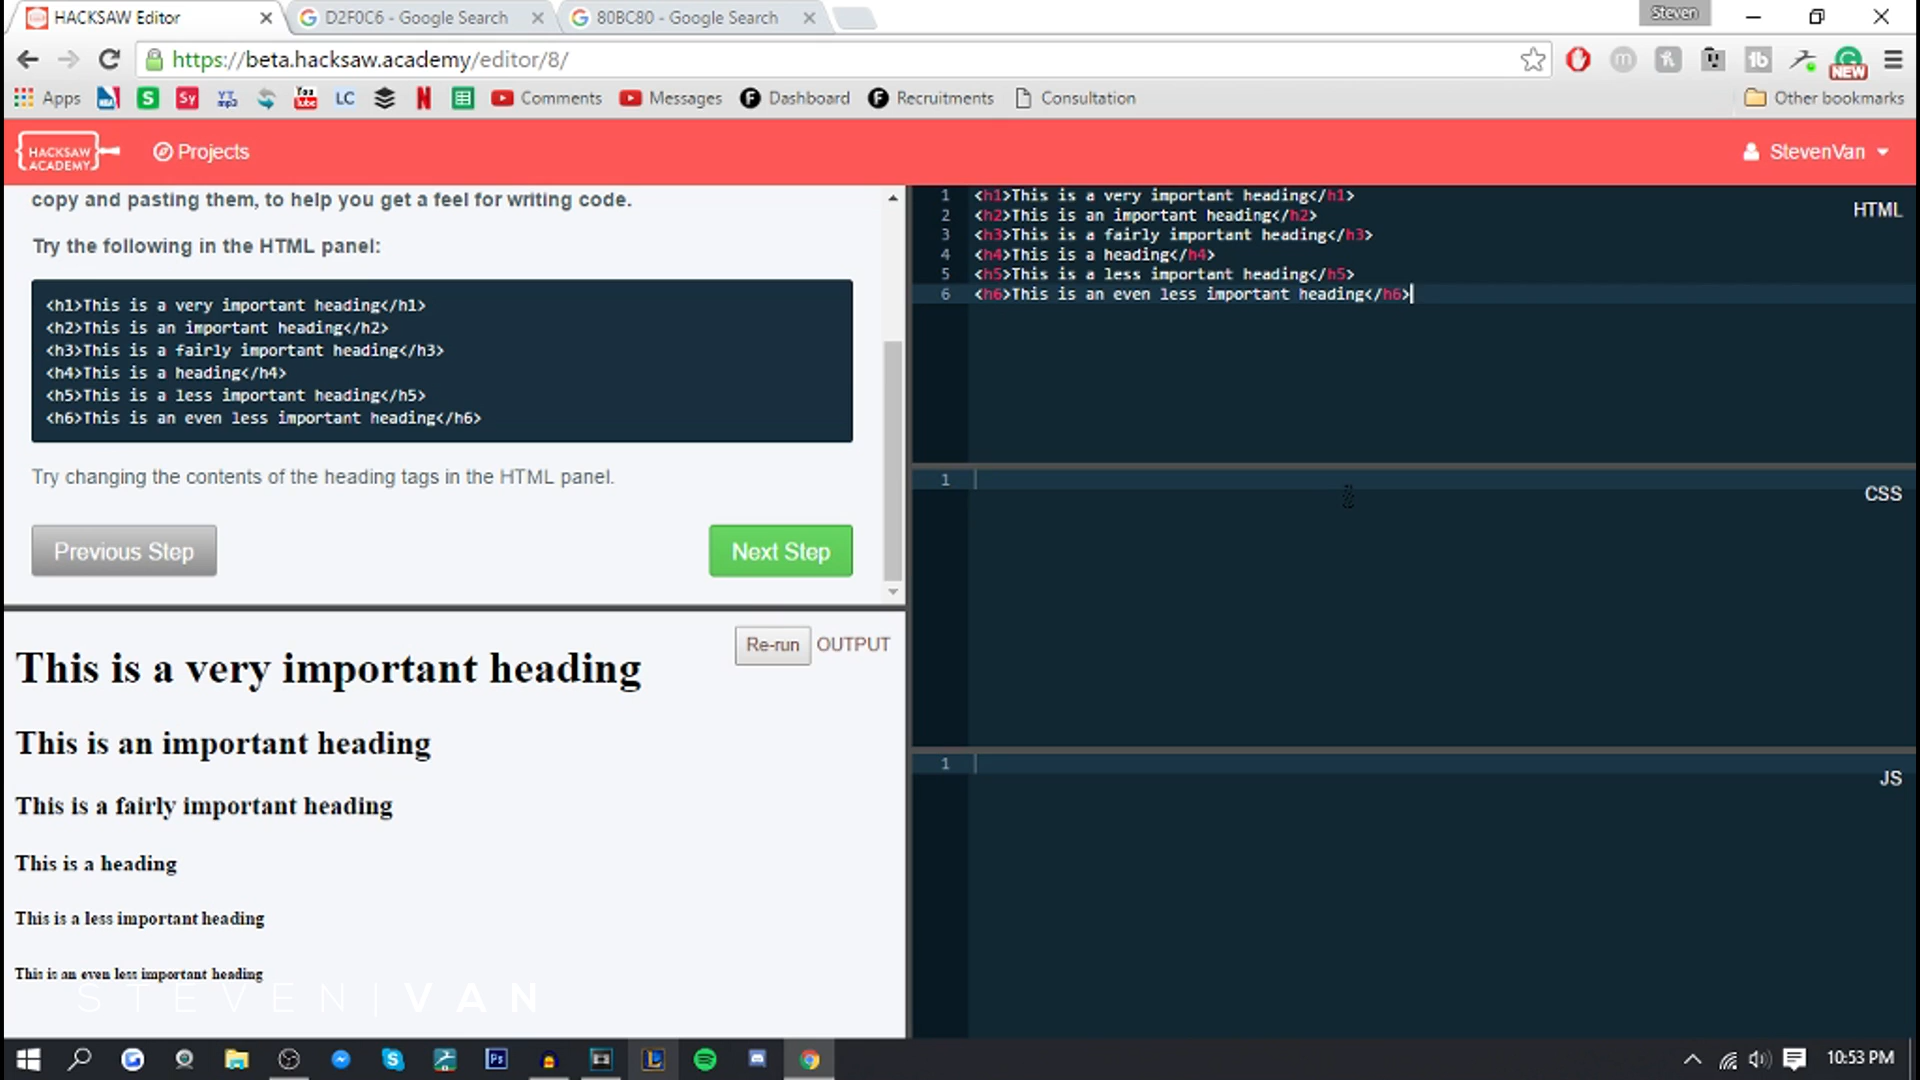 HACKSAW Editor
D2F0C6 - Google Search
80BC80 - Google Search
Steven
https://beta.hacksaw.academy/editor/8/
NEW
Apps
LC
Comments
Messages
Dashboard
Recruitments
Consultation
Other bookmarks
HACKSAW
ACADEMY
Projects
StevenVan
copy and pasting them, to help you get a feel for writing code.
Try the following in the HTML panel:
<h1>This is a very important heading</h1>
<h2>This is an important heading</h2>
<h3>This is a fairly important heading</h3>
<h4>This is a heading</h4>
<h5>This is a less important heading</h5>
<h6>This is an even less important heading</h6>
Try changing the contents of the heading tags in the HTML panel.
Previous Step
Next Step
Re-run
OUTPUT
This is a very important heading
This is an important heading
This is a fairly important heading
This is a heading
This is a less important heading
This is an even less important heading
STEVEN|VAN
HTML
1 <h1>This is a very important heading</h1>
2 <h2>This is an important heading</h2>
3 <h3>This is a fairly important heading</h3>
4 <h4>This is a heading</h4>
5 <h5>This is a less important heading</h5>
6 <h6>This is an even less important heading</h6>
1
CSS
1
JS
Ps
10:53 PM